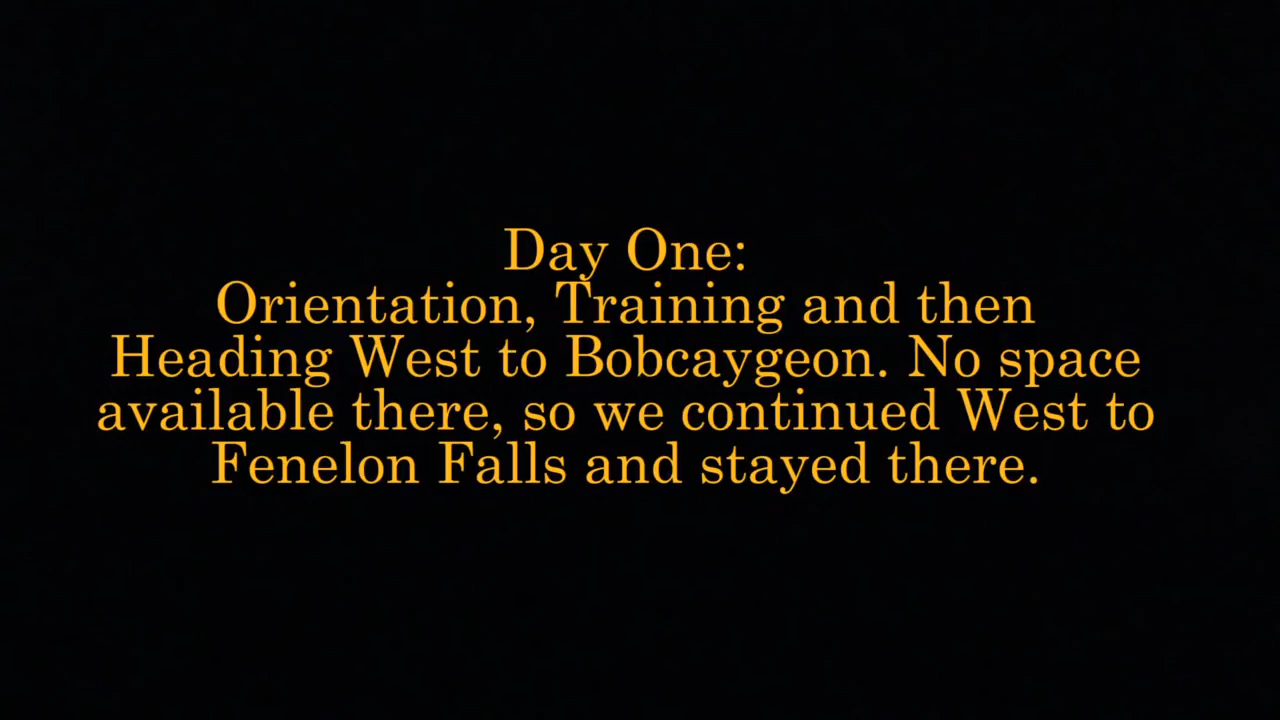 Day One:
Orientation, Training and then
Heading West to Bobcaygeon. No space
available there, so we continued West to
Fenelon Falls and stayed there.